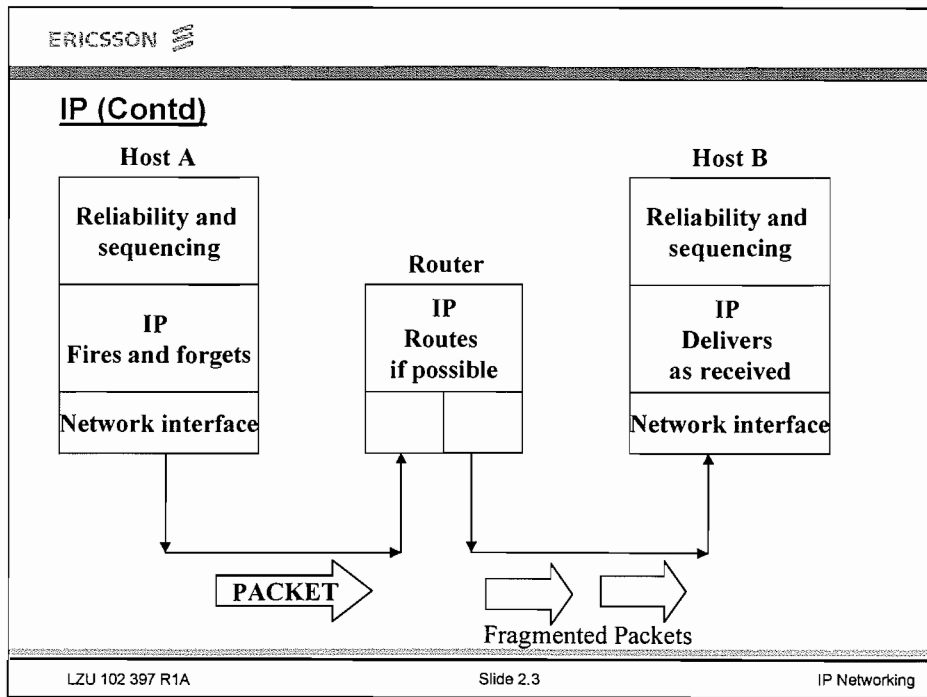 ERICSSON
IP (Contd)
Host A
Reliability and
sequencing
IP
Fires and forgets
Network interface
Router
IP
Routes
if possible
Host B
Reliability and
sequencing
IP
Delivers
as received
Network interface
PACKET
Fragmented Packets
LZU 102 397 R1A
Slide 2.3
IP Networking